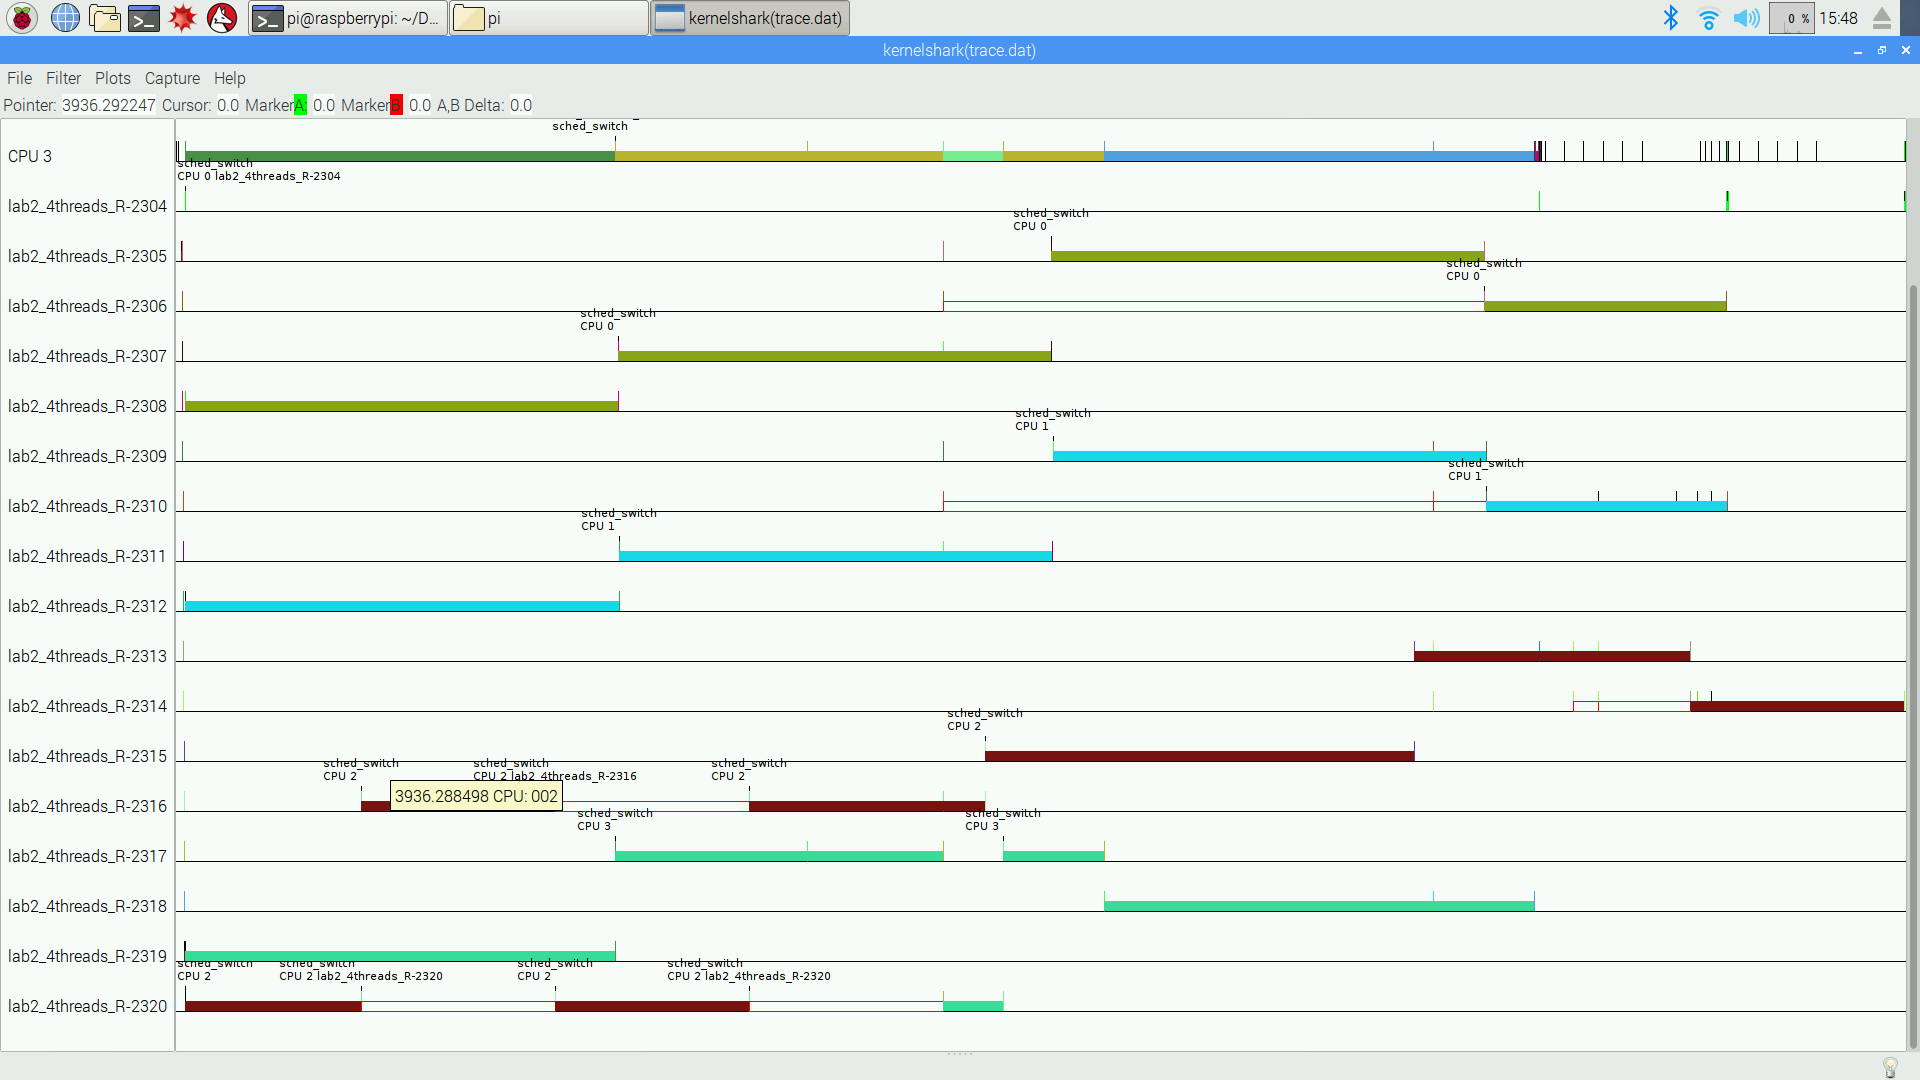 pi@raspberrypi: ~/D... pi kernelshark(trace.dat) 0 % 15:48
kernelshark(trace.dat)
File Filter Plots Capture Help
Pointer: 3936.292247 Cursor: 0.0 Marker A: 0.0 Marker B: 0.0 A,B Delta: 0.0
sched_switch
CPU 3
sched_switch
CPU 0 lab2_4threads_R-2304
lab2_4threads_R-2304
sched_switch
CPU 0
lab2_4threads_R-2305
sched_switch
CPU 0
lab2_4threads_R-2306
sched_switch
CPU 0
lab2_4threads_R-2307
lab2_4threads_R-2308
sched_switch
CPU 1
lab2_4threads_R-2309
sched_switch
CPU 1
lab2_4threads_R-2310
sched_switch
CPU 1
lab2_4threads_R-2311
lab2_4threads_R-2312
lab2_4threads_R-2313
lab2_4threads_R-2314
sched_switch
CPU 2
lab2_4threads_R-2315
sched_switch sched_switch sched_switch
CPU 2 CPU 2 lab2_4threads_R-2316 CPU 2
3936.288498 CPU: 002
lab2_4threads_R-2316
sched_switch sched_switch
CPU 3 CPU 3
lab2_4threads_R-2317
lab2_4threads_R-2318
lab2_4threads_R-2319
sched_switch sched_switch sched_switch sched_switch
CPU 2 CPU 2 lab2_4threads_R-2320 CPU 2 CPU 2 lab2_4threads_R-2320
lab2_4threads_R-2320